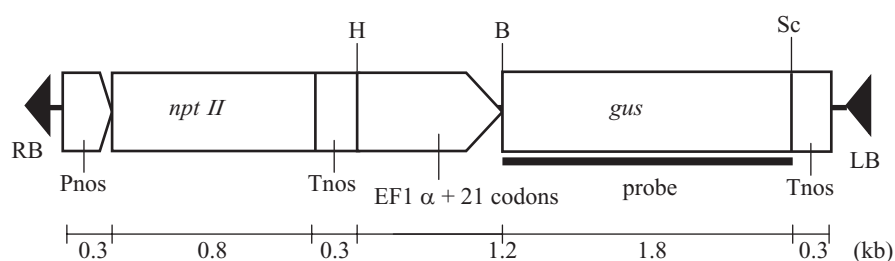 H B Sc
npt II gus
RB LB
Pnos Tnos EF1 α + 21 codons probe Tnos
0.3 0.8 0.3 1.2 1.8 0.3 (kb)